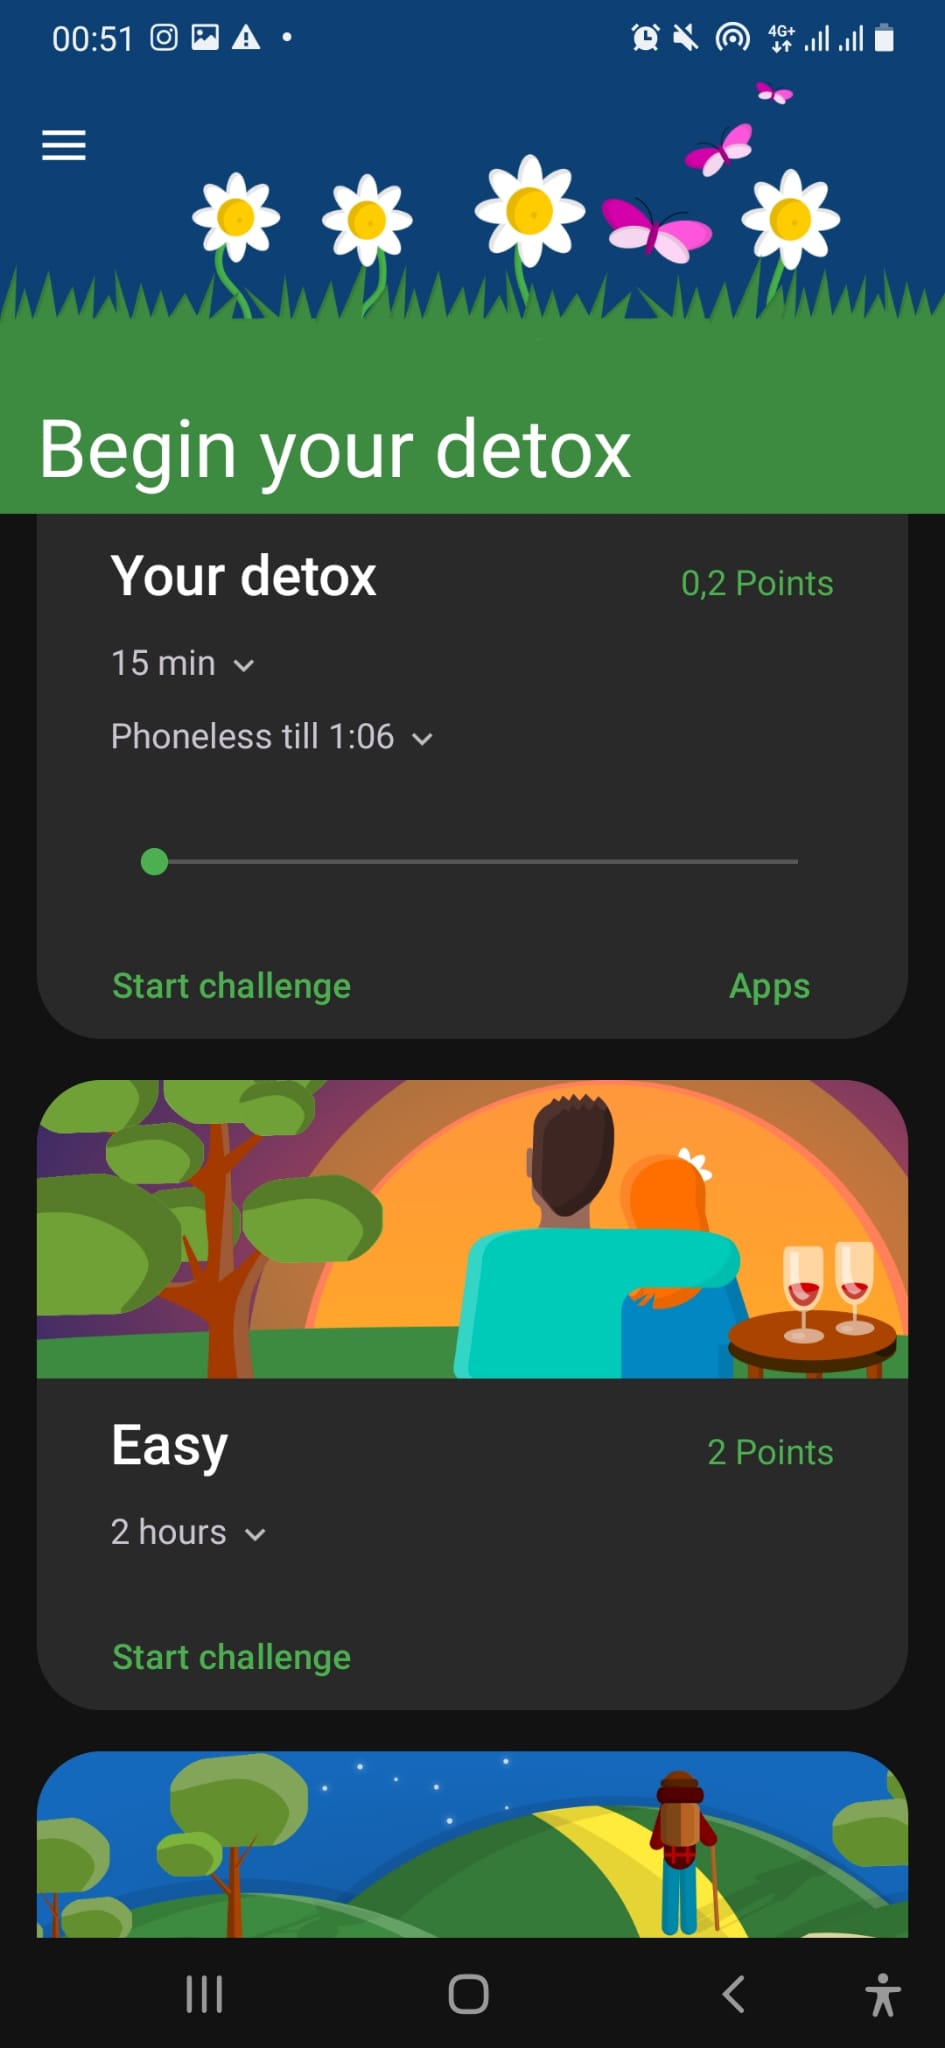 00:51
4G+
Begin your detox
Your detox
0,2 Points
15 min
Phoneless till 1:06
Start challenge
Apps
Easy
2 Points
2 hours
Start challenge